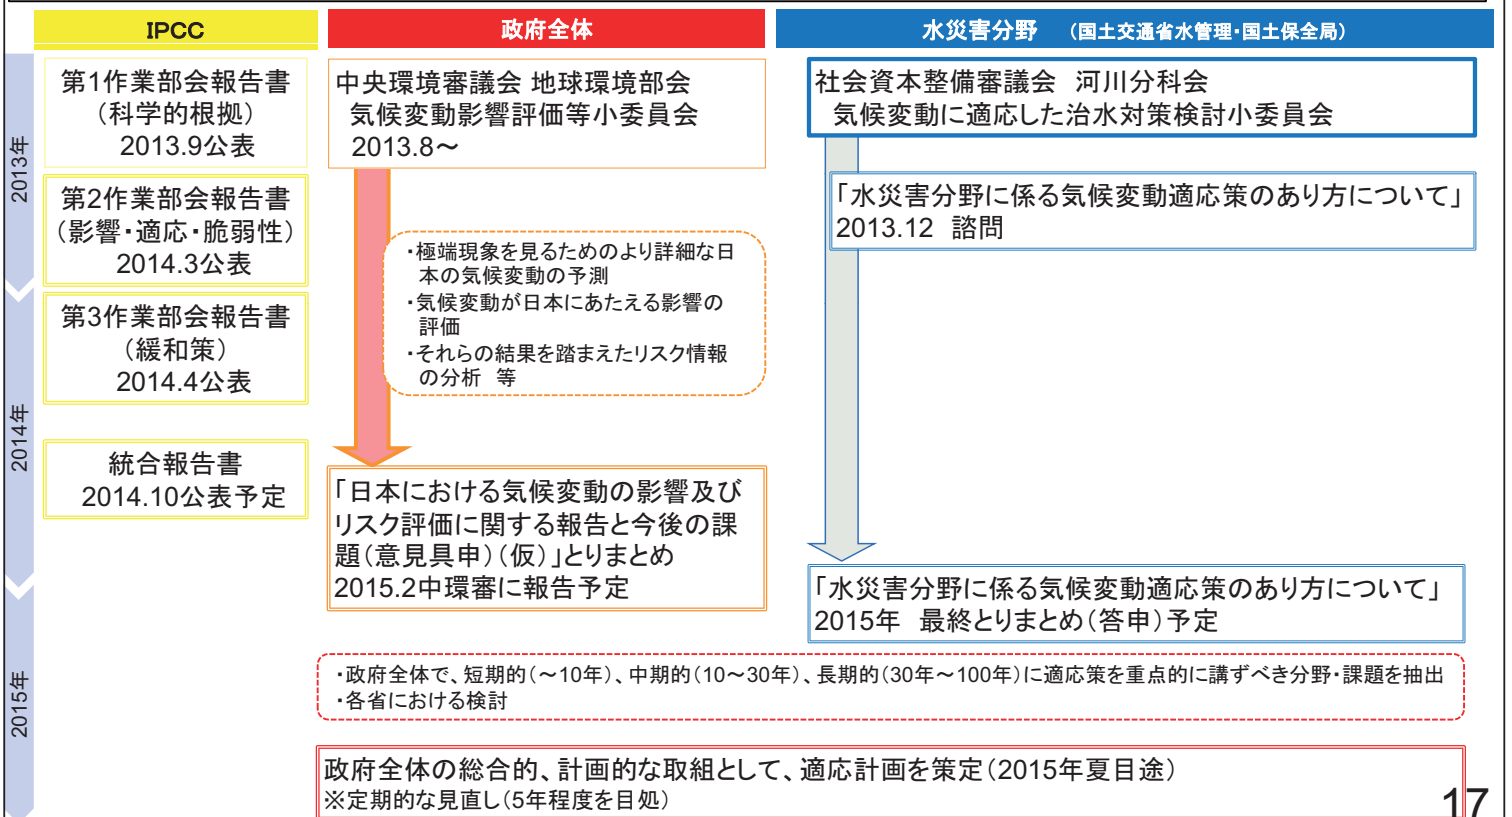 IPCC
政府全体
水災害分野 (国土交通省水管理・国土保全局)
2013年
2014年
2015年
第1作業部会報告書
(科学的根拠)
2013.9公表
第2作業部会報告書
(影響・適応・脆弱性)
2014.3公表
第3作業部会報告書
(緩和策)
2014.4公表
統合報告書
2014.10公表予定
中央環境審議会 地球環境部会
気候変動影響評価等小委員会
2013.8～
・極端現象を見るためのより詳細な日
本の気候変動の予測
・気候変動が日本にあたえる影響の
評価
・それらの結果を踏まえたリスク情報
の分析 等
「日本における気候変動の影響及び
リスク評価に関する報告と今後の課
題(意見具申)(仮)」とりまとめ
2015.2中環審に報告予定
社会資本整備審議会 河川分科会
気候変動に適応した治水対策検討小委員会
「水災害分野に係る気候変動適応策のあり方について」
2013.12 諮問
「水災害分野に係る気候変動適応策のあり方について」
2015年 最終とりまとめ(答申)予定
・政府全体で、短期的(～10年)、中期的(10～30年)、長期的(30年～100年)に適応策を重点的に講ずべき分野・課題を抽出
・各省における検討
政府全体の総合的、計画的な取組として、適応計画を策定(2015年夏目途)
※定期的な見直し(5年程度を目処)
17